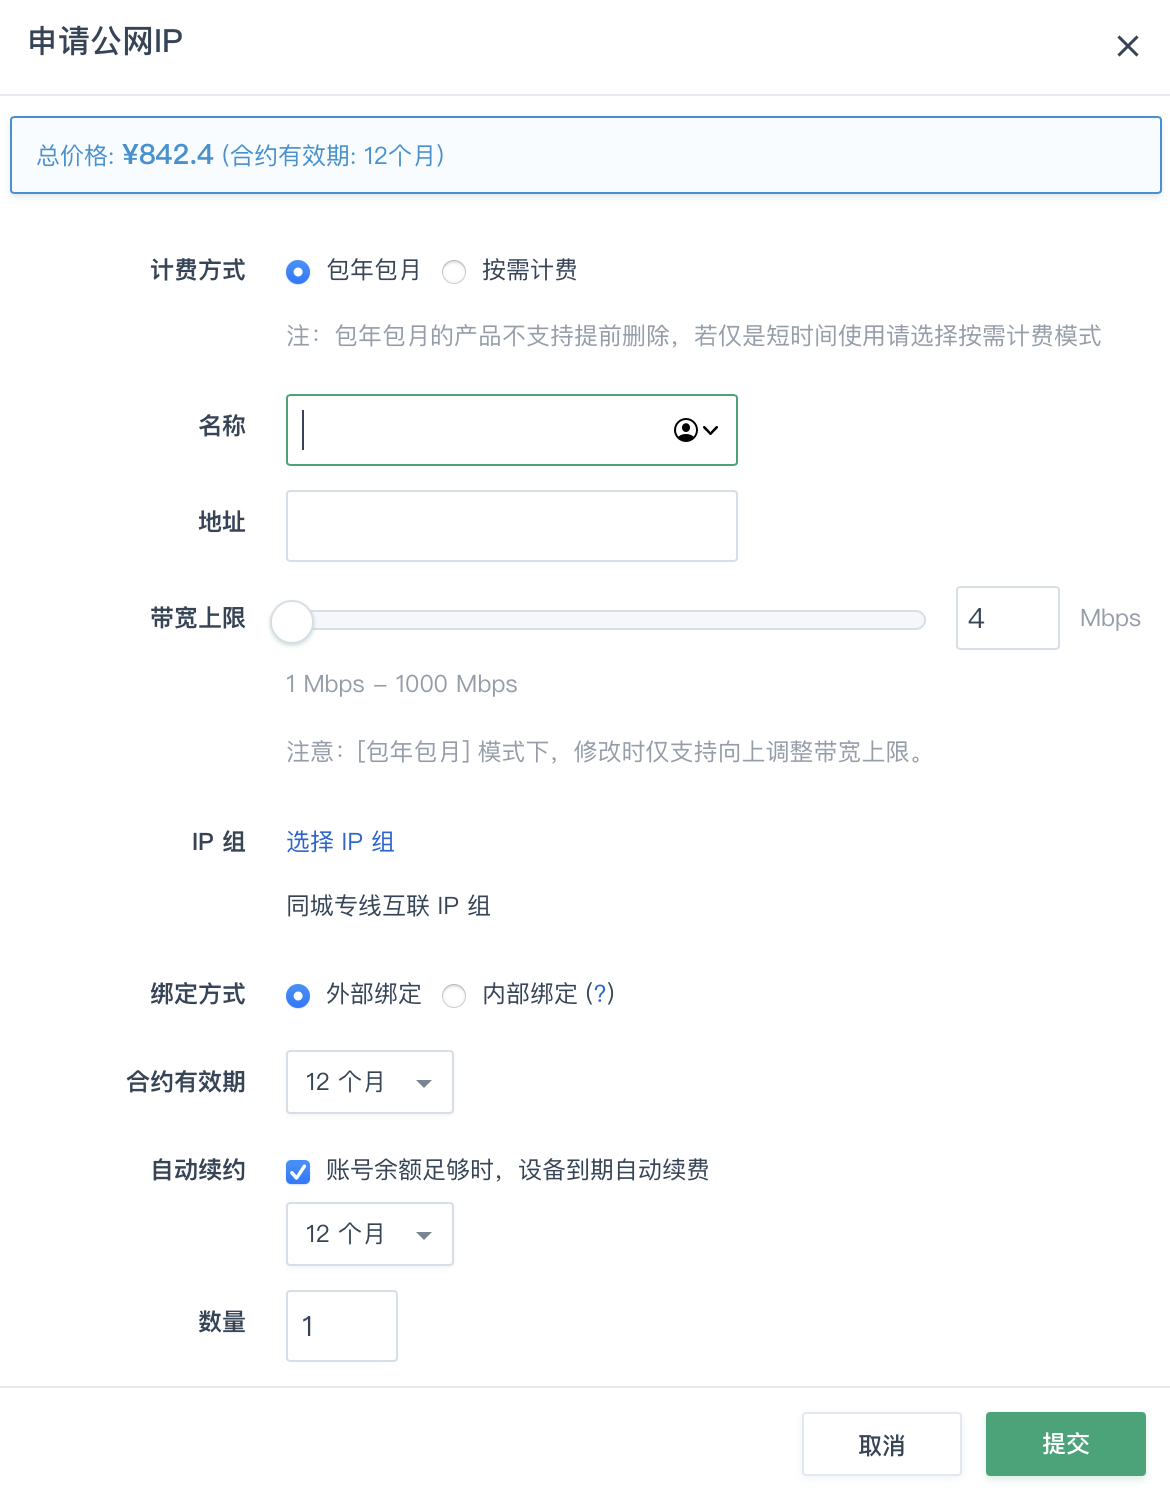 申请公网IP
总价格: ¥842.4 (合约有效期: 12个月)
计费方式 包年包月 按需计费
注：包年包月的产品不支持提前删除，若仅是短时间使用请选择按需计费模式
名称
地址
带宽上限 4 Mbps
1 Mbps – 1000 Mbps
注意：[包年包月] 模式下，修改时仅支持向上调整带宽上限。
IP 组 选择 IP 组
同城专线互联 IP 组
绑定方式 外部绑定 内部绑定 (?)
合约有效期 12 个月
自动续约 账号余额足够时，设备到期自动续费
12 个月
数量 1
取消 提交